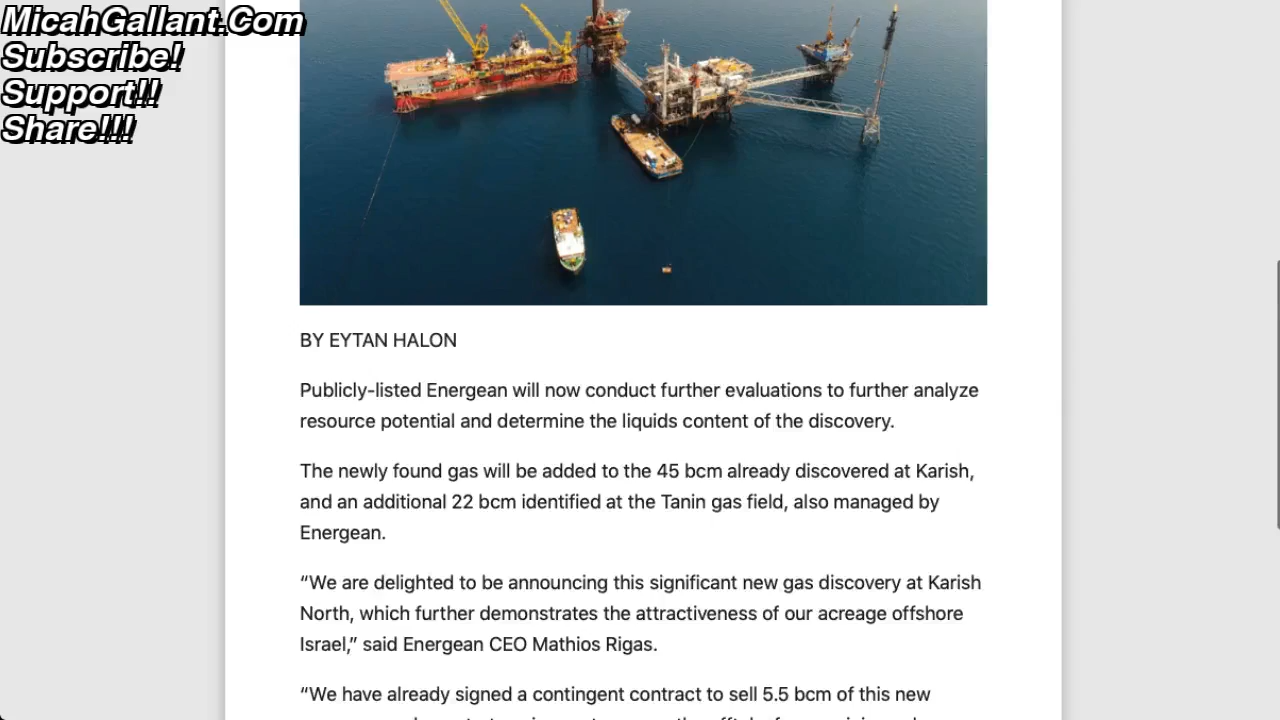 MicahGallant.Com
Subscribe!
Support!!
Share!!!
BY EYTAN HALON
Publicly-listed Energean will now conduct further evaluations to further analyze
resource potential and determine the liquids content of the discovery.
The newly found gas will be added to the 45 bcm already discovered at Karish,
and an additional 22 bcm identified at the Tanin gas field, also managed by
Energean.
“We are delighted to be announcing this significant new gas discovery at Karish
North, which further demonstrates the attractiveness of our acreage offshore
Israel,” said Energean CEO Mathios Rigas.
“We have already signed a contingent contract to sell 5.5 bcm of this new